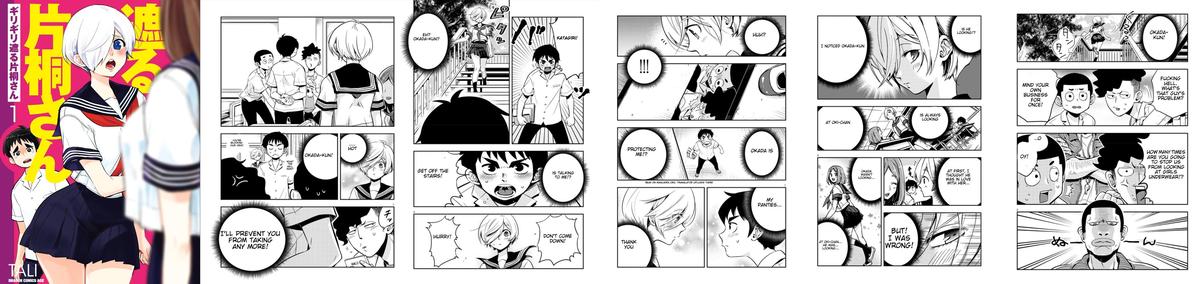 ギリギリ遮る片桐さん
1
遮る
片桐さん
TALI
DRAGON COMICS AGE
OKADA-KUN!
HOT
I'LL PREVENT YOU
FROM TAKING
ANY MORE!
EH?
OKADA-KUN?
KATAGIRI!
GET OFF THE
STAIRS!
IS TALKING
TO ME!?
HURRY!
DON'T COME
DOWN!
HUH?
!!!
PROTECTING
ME!?
OKADA IS
MY
PANTIES...
THANK
YOU
IS HE
LOOKING!?
I NOTICED OKADA-KUN
AT OKI-CHAN
IS ALWAYS
LOOKING
OKADA
LOOKING...
AT OKI-CHAN...
HE WAS
LOOKING...
AT FIRST, I
THOUGHT HE
WAS IN LOVE
WITH HER...
BUT!
I WAS
WRONG!
OKADA-
KUN!
MIND YOUR
OWN
BUSINESS
FOR
ONCE!
FUCKING
HELL,
WHAT'S
THAT GUY'S
PROBLEM?
OY!
HOW MANY TIMES
ARE YOU GOING
TO STOP US
FROM LOOKING
AT GIRLS
UNDERWEAR!?
ぬ
ーん